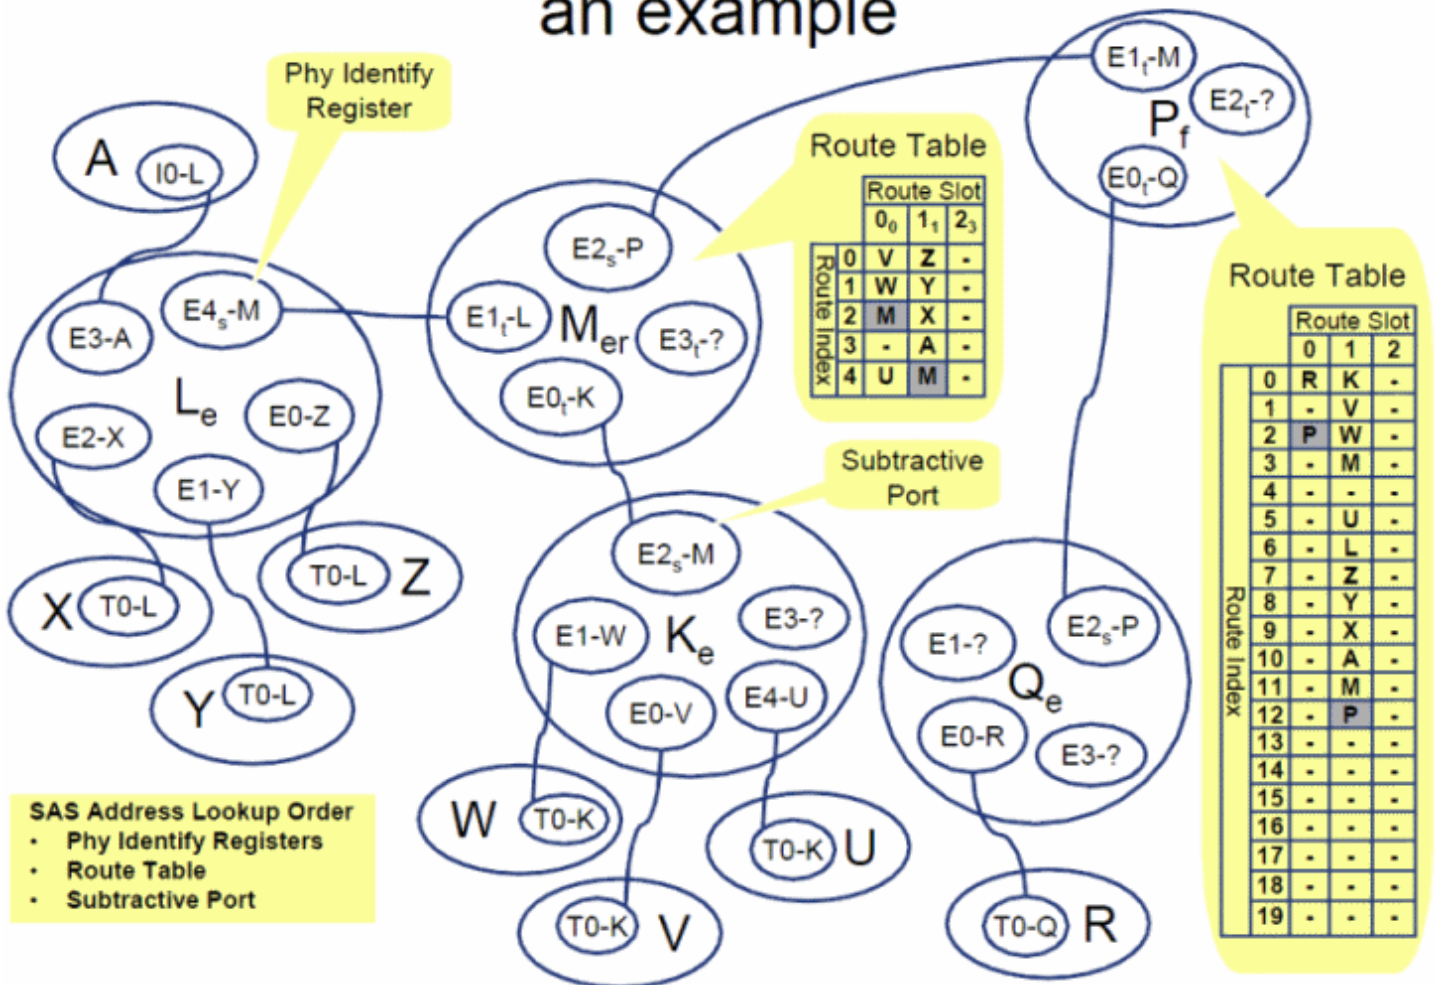 an example
Phy Identify
Register
A
I0-L
E3-A
E4s-M
Le
E2-X
E0-Z
E1-Y
X
T0-L
Y
T0-L
T0-L
Z
E2s-P
E1t-L
Mer
E3t-?
E0t-K
Route Table
Route Slot
00 11 23
Route Index
0 V Z -
1 W Y -
2 M X -
3 - A -
4 U M -
Subtractive
Port
E2s-M
E1-W
Ke
E3-?
E0-V
E4-U
W
T0-K
T0-K
V
T0-K
U
E1t-M
E2t-?
Pf
E0t-Q
E1-?
E2s-P
Qe
E0-R
E3-?
T0-Q
R
Route Table
Route Slot
0 1 2
Route Index
0 R K -
1 - V -
2 P W -
3 - M -
4 - - -
5 - U -
6 - L -
7 - Z -
8 - Y -
9 - X -
10 - A -
11 - M -
12 - P -
13 - - -
14 - - -
15 - - -
16 - - -
17 - - -
18 - - -
19 - - -
SAS Address Lookup Order
• Phy Identify Registers
• Route Table
• Subtractive Port